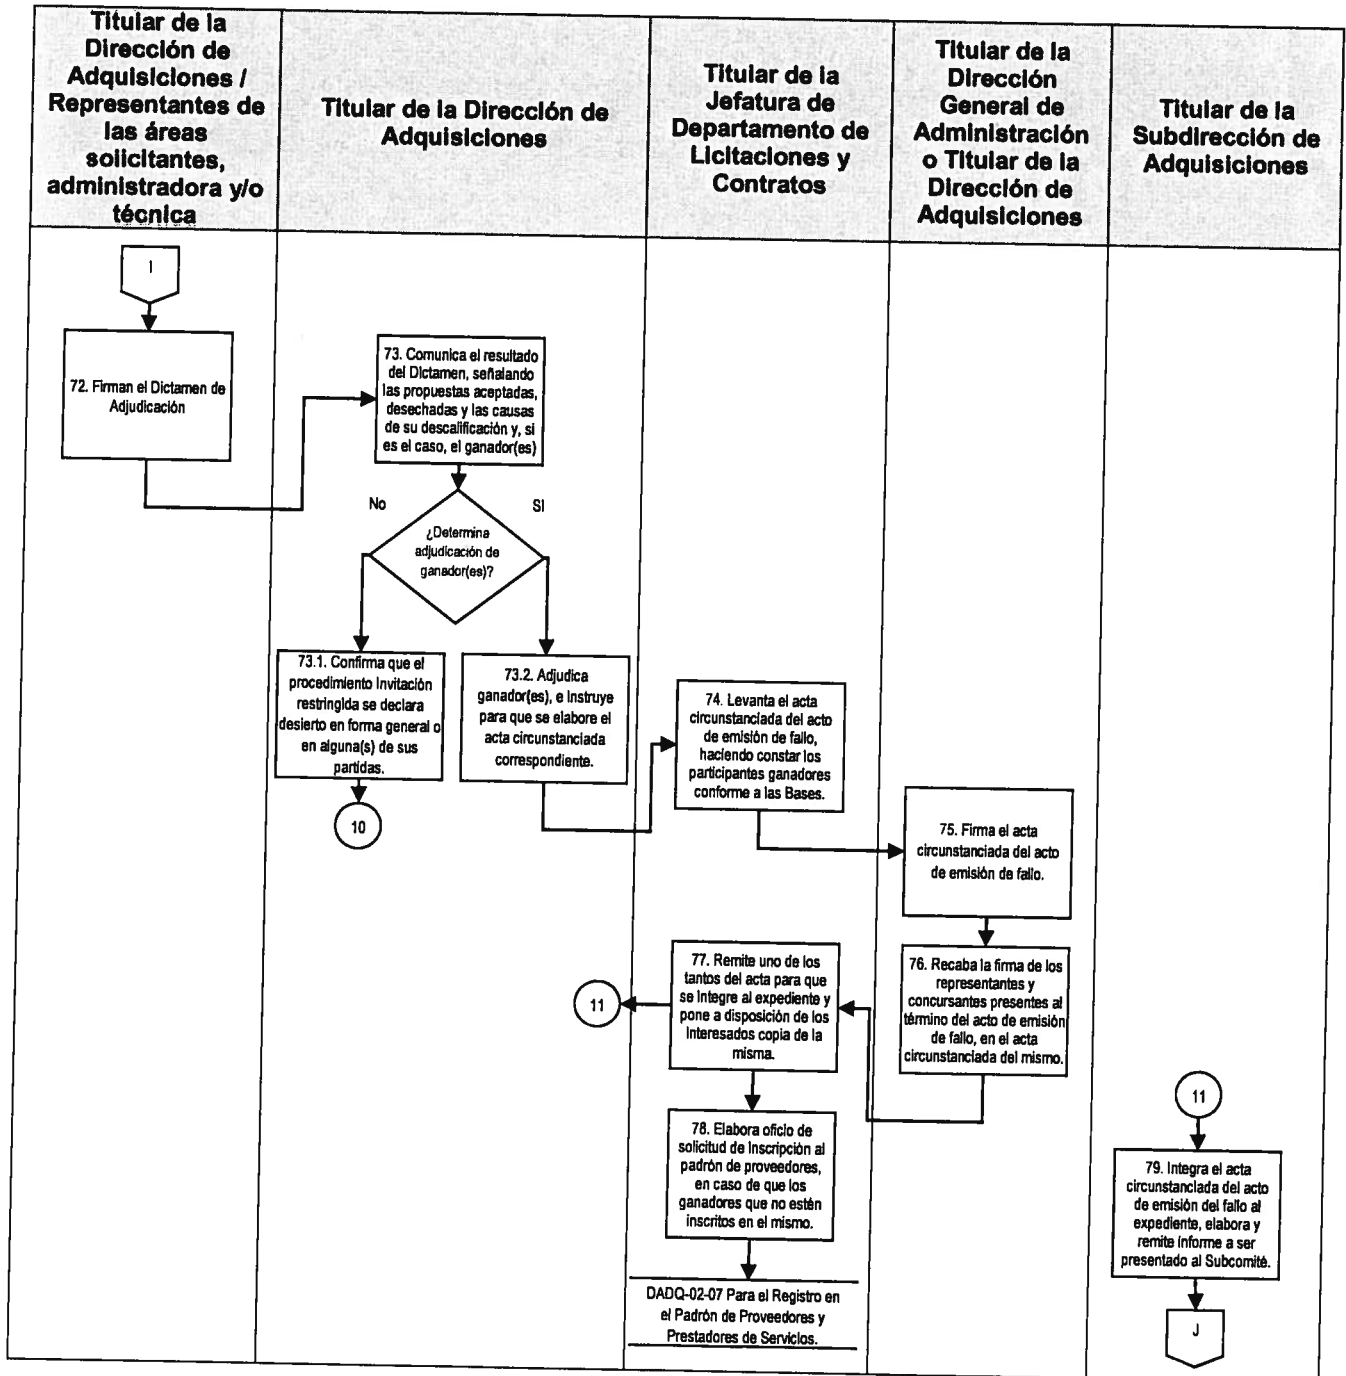 Titular de la
Dirección de
Adquisiciones /
Representantes de
las áreas
solicitantes,
administradora y/o
técnica
Titular de la Dirección de
Adquisiciones
Titular de la
Jefatura de
Departamento de
Licitaciones y
Contratos
Titular de la
Dirección
General de
Administración
o Titular de la
Dirección de
Adquisiciones
Titular de la
Subdirección de
Adquisiciones
I
72. Firman el Dictamen de
Adjudicación
73. Comunica el resultado
del Dictamen, señalando
las propuestas aceptadas,
desechadas y las causas
de su descalificación y, si
es el caso, el ganador(es)
No
SI
¿Determina
adjudicación de
ganador(es)?
73.1. Confirma que el
procedimiento Invitación
restringida se declara
desierto en forma general o
en alguna(s) de sus
partidas.
10
73.2. Adjudica
ganador(es), e instruye
para que se elabore el
acta circunstanciada
correspondiente.
74. Levanta el acta
circunstanciada del acto
de emisión de fallo,
haciendo constar los
participantes ganadores
conforme a las Bases.
75. Firma el acta
circunstanciada del acto
de emisión de fallo.
76. Recaba la firma de los
representantes y
concursantes presentes al
término del acto de emisión
de fallo, en el acta
circunstanciada del mismo.
77. Remite uno de los
tantos del acta para que
se integre al expediente y
pone a disposición de los
Interesados copia de la
misma.
11
78. Elabora oficio de
solicitud de Inscripción al
padrón de proveedores,
en caso de que los
ganadores que no estén
inscritos en el mismo.
DADQ-02-07 Para el Registro en
el Padrón de Proveedores y
Prestadores de Servicios.
11
79. Integra el acta
circunstanciada del acto
de emisión del fallo al
expediente, elabora y
remite informe a ser
presentado al Subcomité.
J